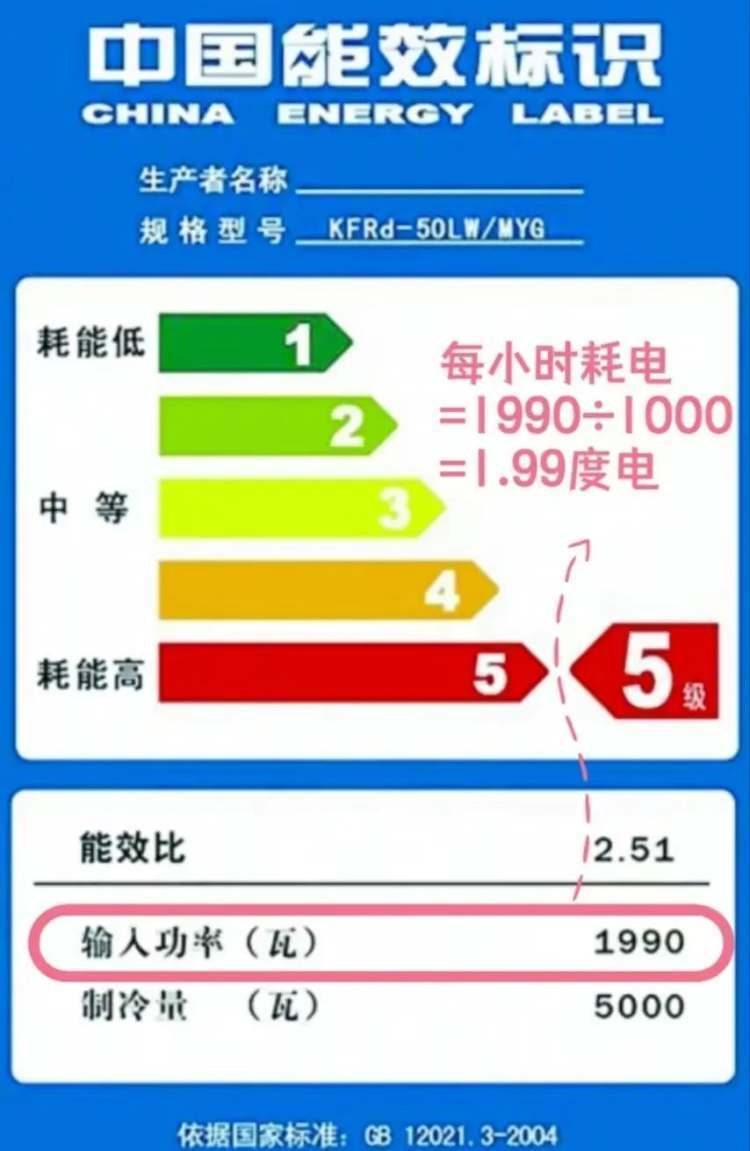 中国能效标识
CHINA ENERGY LABEL
生产者名称
规格型号 KFRd-50LW/MYG
耗能低 1
2
中等 3
4
耗能高 5
5级
每小时耗电
=1990÷1000
=1.99度电
能效比 2.51
输入功率（瓦） 1990
制冷量 （瓦） 5000
依据国家标准：GB 12021.3-2004